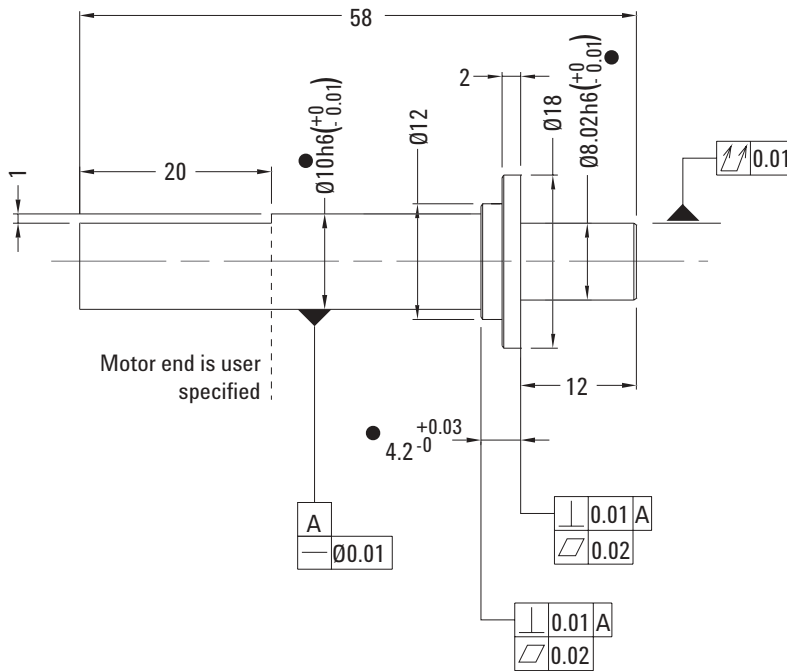 58
2
Ø18
Ø8.02h6(+0 -0.01)
Ø12
Ø10h6(+0 -0.01)
0.01
20
1
Motor end is user
specified
12
4.2 +0.03 -0
A
Ø0.01
0.01 A
0.02
0.01 A
0.02